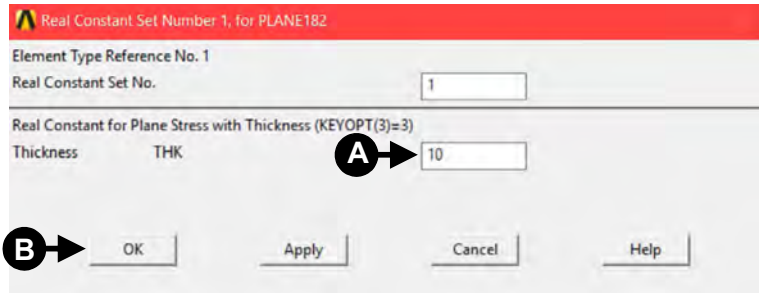 Real Constant Set Number 1, for PLANE182
Element Type Reference No. 1
Real Constant Set No. 1
Real Constant for Plane Stress with Thickness (KEYOPT(3)=3)
Thickness THK A 10
B OK Apply Cancel Help